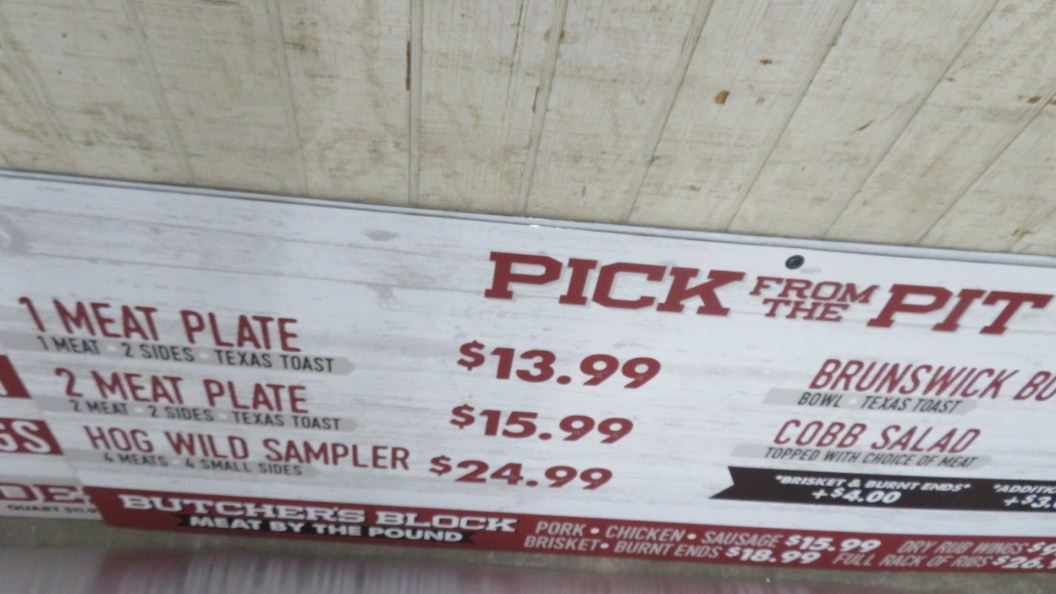 PICK FROM THE PIT
1 MEAT PLATE $13.99
1 MEAT 2 SIDES TEXAS TOAST
2 MEAT PLATE $15.99
2 MEAT 2 SIDES TEXAS TOAST
HOG WILD SAMPLER $24.99
4 MEATS 4 SMALL SIDES
BRUNSWICK
BOWL TEXAS TOAST
COBB SALAD
TOPPED WITH CHOICE OF MEAT
*BRISKET & BURNT ENDS*
+$4.00
BUTCHER'S BLOCK
MEAT BY THE POUND
PORK • CHICKEN • SAUSAGE $15.99 DRY RUB WINGS
BRISKET • BURNT ENDS $18.99 FULL RACK OF RIBS
QUART